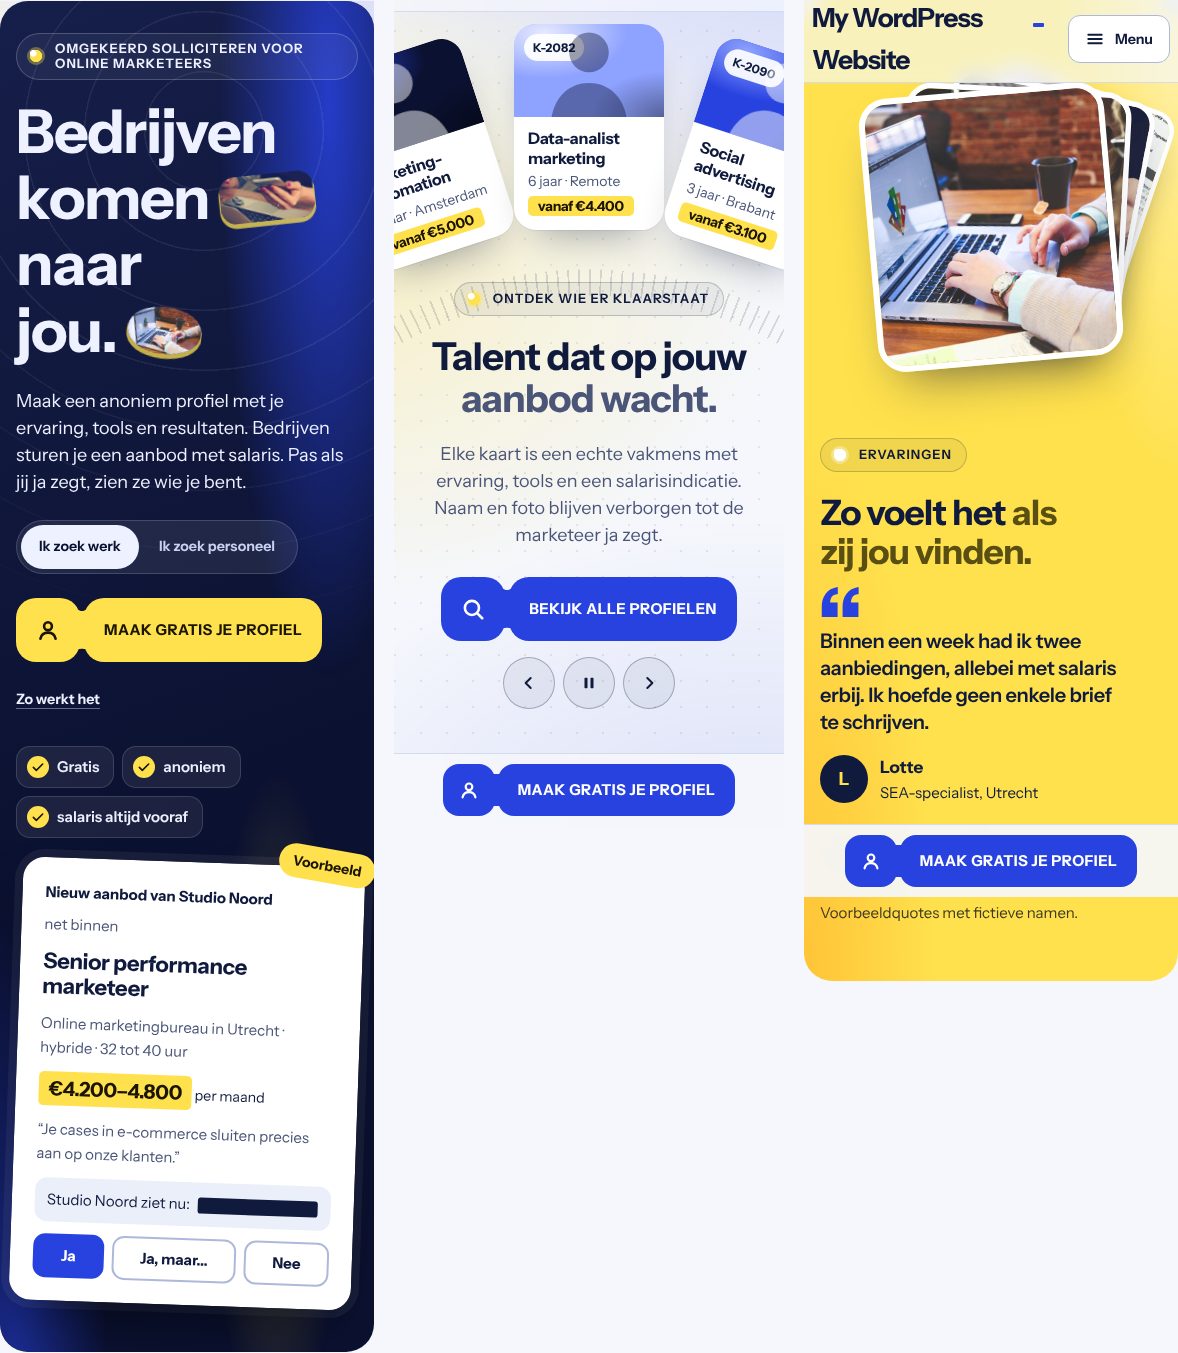 OMGEKEERD SOLLICITEREN VOOR
ONLINE MARKETEERS
Bedrijven
komen
naar
jou.
Maak een anoniem profiel met je
ervaring, tools en resultaten. Bedrijven
sturen je een aanbod met salaris. Pas als
jij ja zegt, zien ze wie je bent.
Ik zoek werk
Ik zoek personeel
MAAK GRATIS JE PROFIEL
Zo werkt het
Gratis
anoniem
salaris altijd vooraf
Voorbeeld
Nieuw aanbod van Studio Noord
net binnen
Senior performance
marketeer
Online marketingbureau in Utrecht ·
hybride · 32 tot 40 uur
€4.200–4.800 per maand
“Je cases in e-commerce sluiten precies
aan op onze klanten.”
Studio Noord ziet nu:
Ja
Ja, maar...
Nee
keting-
omation
ar · Amsterdam
vanaf €5.000
K-2082
Data-analist
marketing
6 jaar · Remote
vanaf €4.400
K-2090
Social
advertising
3 jaar · Brabant
vanaf €3.100
ONTDEK WIE ER KLAARSTAAT
Talent dat op jouw
aanbod wacht.
Elke kaart is een echte vakmens met
ervaring, tools en een salarisindicatie.
Naam en foto blijven verborgen tot de
marketeer ja zegt.
BEKIJK ALLE PROFIELEN
MAAK GRATIS JE PROFIEL
My WordPress
Website
Menu
ERVARINGEN
Zo voelt het als
zij jou vinden.
“
Binnen een week had ik twee
aanbiedingen, allebei met salaris
erbij. Ik hoefde geen enkele brief
te schrijven.
L
Lotte
SEA-specialist, Utrecht
MAAK GRATIS JE PROFIEL
Voorbeeldquotes met fictieve namen.